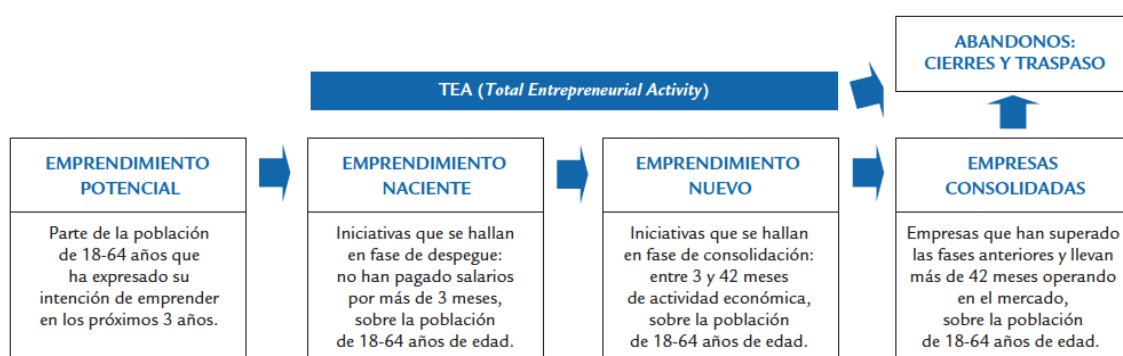 ABANDONOS:
CIERRES Y TRASPASO
TEA (Total Entrepreneurial Activity)
EMPRENDIMIENTO
POTENCIAL
Parte de la población
de 18-64 años que
ha expresado su
intención de emprender
en los próximos 3 años.
EMPRENDIMIENTO
NACIENTE
Iniciativas que se hallan
en fase de despegue:
no han pagado salarios
por más de 3 meses,
sobre la población
de 18-64 años de edad.
EMPRENDIMIENTO
NUEVO
Iniciativas que se hallan
en fase de consolidación:
entre 3 y 42 meses
de actividad económica,
sobre la población
de 18-64 años de edad.
EMPRESAS
CONSOLIDADAS
Empresas que han superado
las fases anteriores y llevan
más de 42 meses operando
en el mercado,
sobre la población
de 18-64 años de edad.